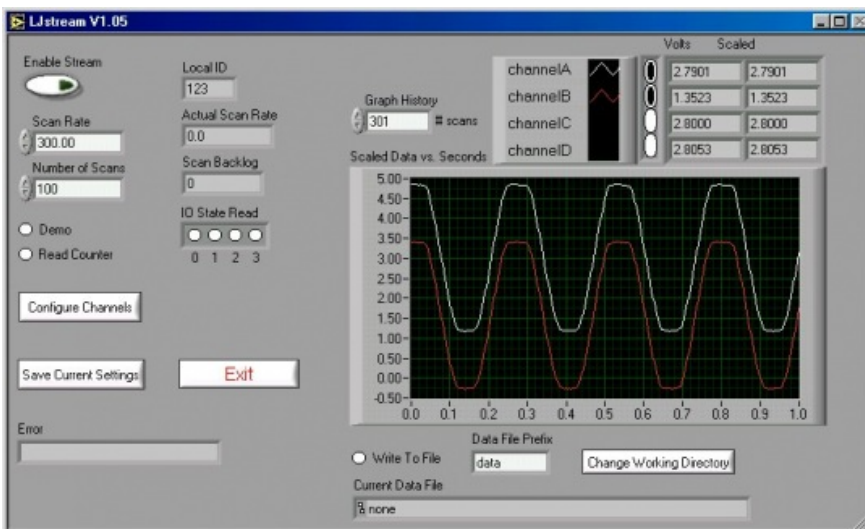 LJstream V1.05
Enable Stream
Local ID
123
Scan Rate
300.00
Actual Scan Rate
0.0
Number of Scans
100
Scan Backlog
0
Demo
Read Counter
IO State Read
0 1 2 3
Configure Channels
Save Current Settings
Exit
Error
Graph History
301 # scans
Volts Scaled
channelA 2.7901 2.7901
channelB 1.3523 1.3523
channelC 2.8000 2.8000
channelD 2.8053 2.8053
Scaled Data vs. Seconds
5.00
4.50
4.00
3.50
3.00
2.50
2.00
1.50
1.00
0.50
0.00
-0.50
0.0 0.1 0.2 0.3 0.4 0.5 0.6 0.7 0.8 0.9 1.0
Write To File
Data File Prefix
data
Change Working Directory
Current Data File
none